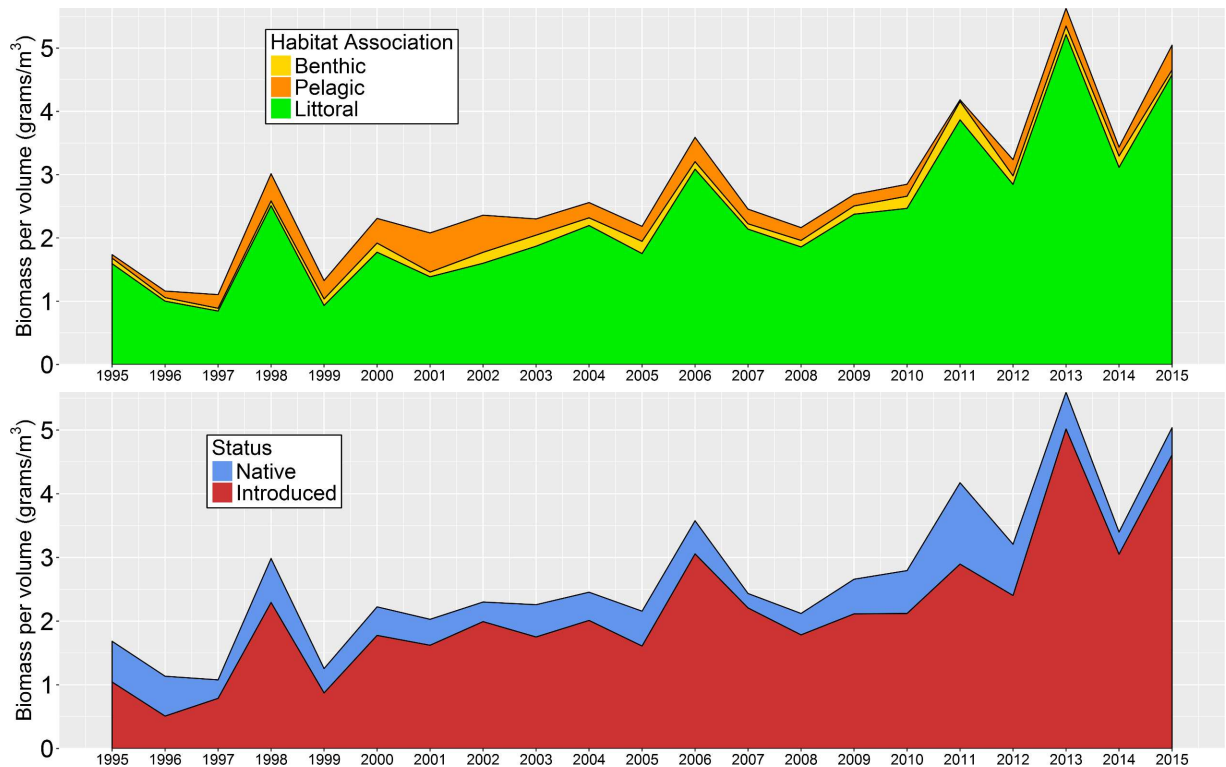 Biomass per volume (grams/m³)
5
4
3
2
1
0
Habitat Association
Benthic
Pelagic
Littoral
1995 1996 1997 1998 1999 2000 2001 2002 2003 2004 2005 2006 2007 2008 2009 2010 2011 2012 2013 2014 2015
Biomass per volume (grams/m³)
5
4
3
2
1
0
Status
Native
Introduced
1995 1996 1997 1998 1999 2000 2001 2002 2003 2004 2005 2006 2007 2008 2009 2010 2011 2012 2013 2014 2015